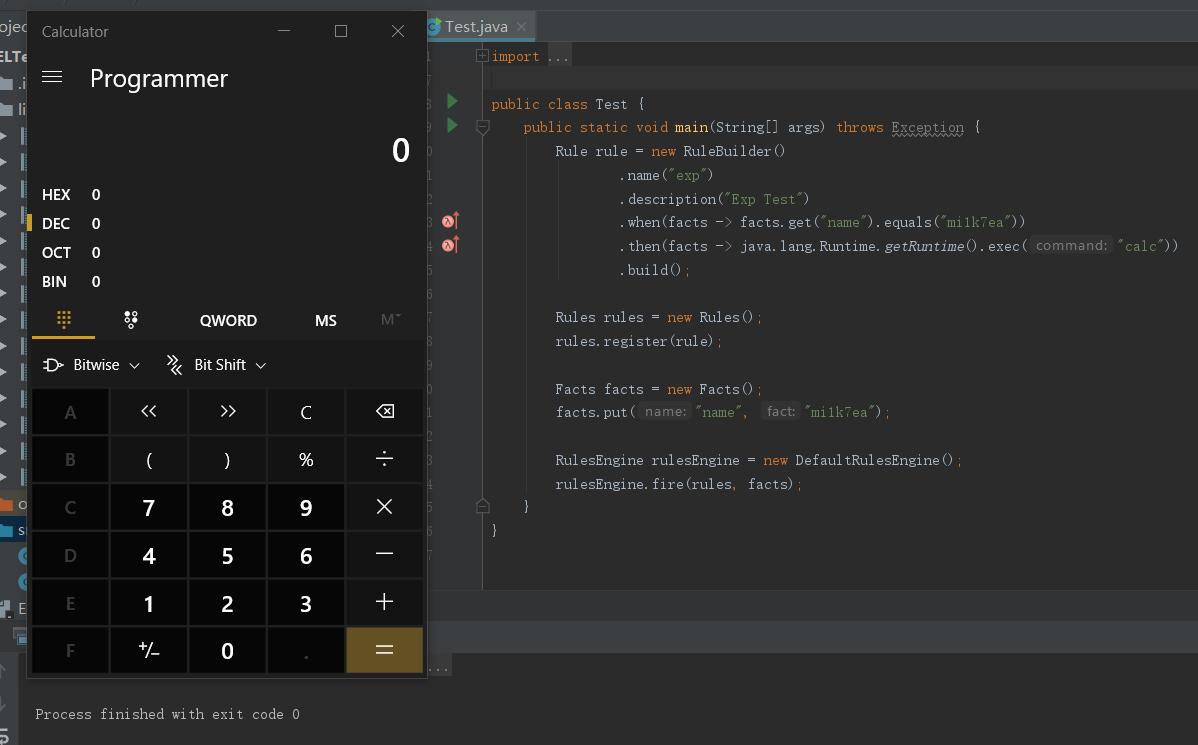 Calculator
Programmer
0
HEX 0
DEC 0
OCT 0
BIN 0
QWORD MS M
Bitwise Bit Shift
A C
B ( ) % ÷
C 7 8 9 ×
D 4 5 6 −
E 1 2 3 +
F +/− 0 . =
Test.java
import ...
public class Test {
public static void main(String[] args) throws Exception {
Rule rule = new RuleBuilder()
.name("exp")
.description("Exp Test")
.when(facts -> facts.get("name").equals("milk7ea"))
.then(facts -> java.lang.Runtime.getRuntime().exec( command: "calc"))
.build();
Rules rules = new Rules();
rules.register(rule);
Facts facts = new Facts();
facts.put( name: "name", fact: "milk7ea");
RulesEngine rulesEngine = new DefaultRulesEngine();
rulesEngine.fire(rules, facts);
}
}
...
Process finished with exit code 0